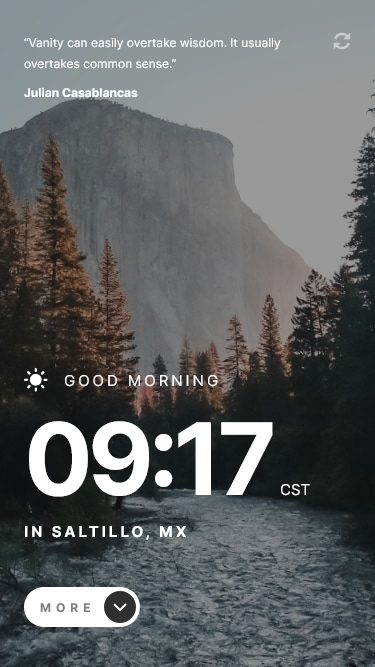 “Vanity can easily overtake wisdom. It usually
overtakes common sense.”
Julian Casablancas
GOOD MORNING
09:17 CST
IN SALTILLO, MX
MORE